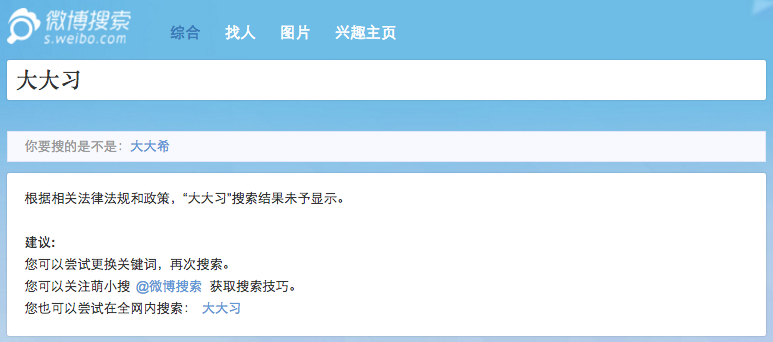 微博搜索
s.weibo.com
综合 找人 图片 兴趣主页
大大习
你要搜的是不是：大大希
根据相关法律法规和政策，“大大习”搜索结果未予显示。
建议:
您可以尝试更换关键词，再次搜索。
您可以关注萌小搜 @微博搜索 获取搜索技巧。
您也可以尝试在全网内搜索： 大大习